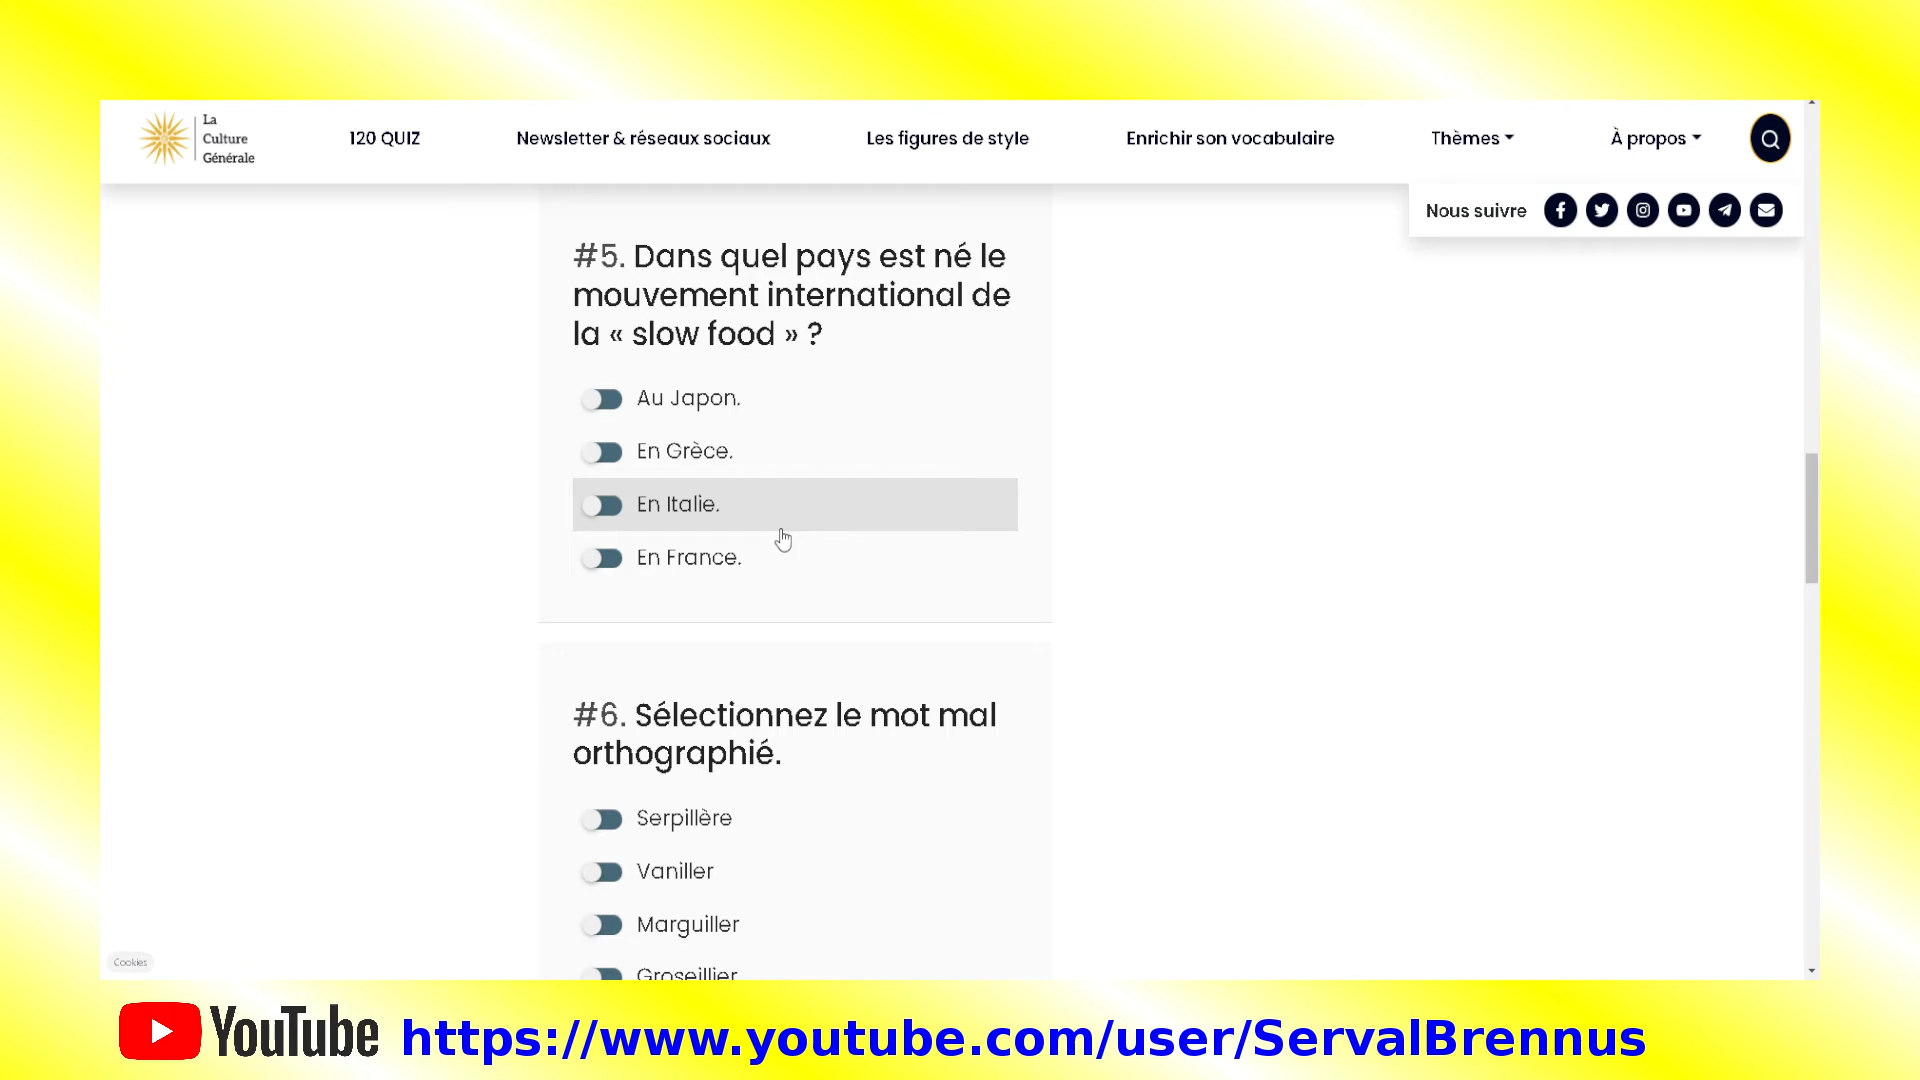 La
Culture
Générale
120 QUIZ
Newsletter & réseaux sociaux
Les figures de style
Enrichir son vocabulaire
Thèmes
À propos
Nous suivre
#5. Dans quel pays est né le
mouvement international de
la « slow food » ?
Au Japon.
En Grèce.
En Italie.
En France.
#6. Sélectionnez le mot mal
orthographié.
Serpillère
Vaniller
Marguiller
Groseillier
Cookies
YouTube https://www.youtube.com/user/ServalBrennus